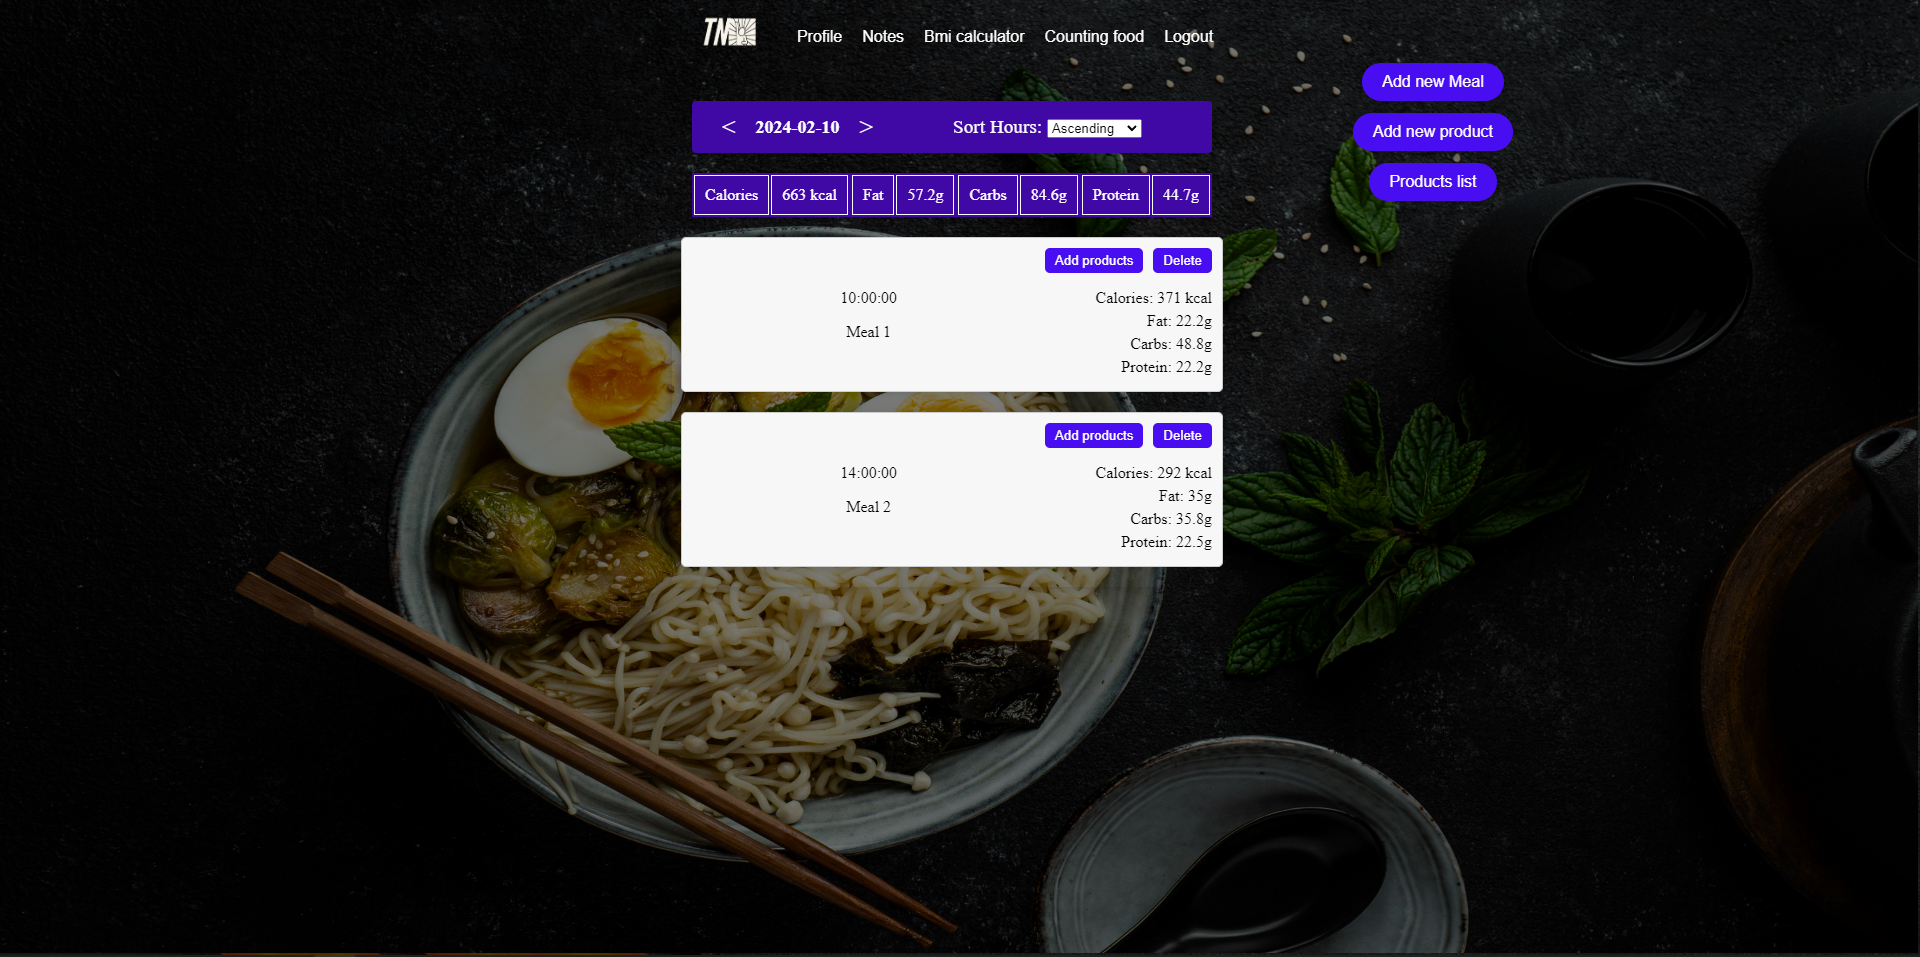 TM
Profile Notes Bmi calculator Counting food Logout
Add new Meal
Add new product
Products list
< 2024-02-10 > Sort Hours: Ascending
Calories 663 kcal Fat 57.2g Carbs 84.6g Protein 44.7g
Add products Delete
10:00:00
Meal 1
Calories: 371 kcal
Fat: 22.2g
Carbs: 48.8g
Protein: 22.2g
Add products Delete
14:00:00
Meal 2
Calories: 292 kcal
Fat: 35g
Carbs: 35.8g
Protein: 22.5g